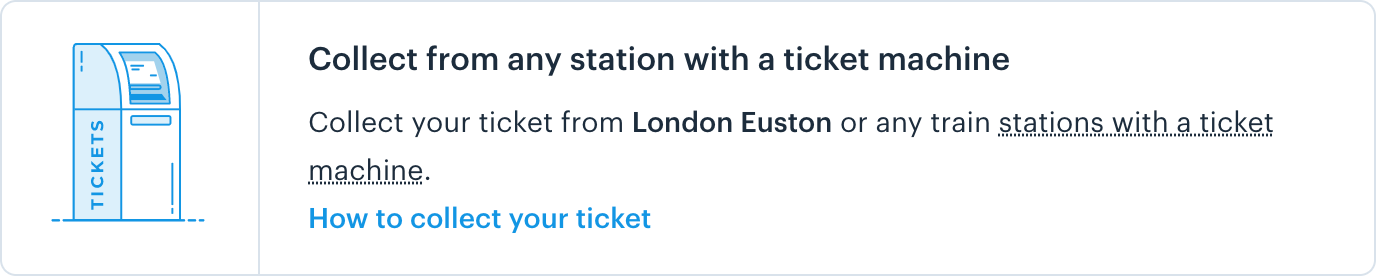 TICKETS
Collect from any station with a ticket machine
Collect your ticket from London Euston or any train stations with a ticket
machine.
How to collect your ticket